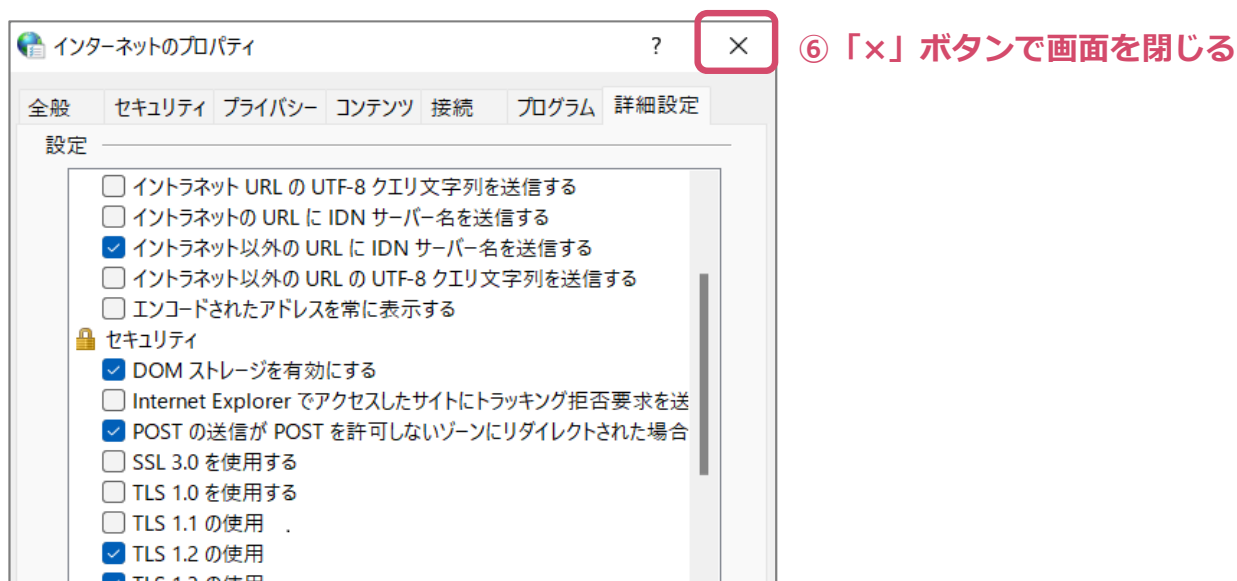 インターネットのプロパティ ? ×
⑥「×」ボタンで画面を閉じる
全般 セキュリティ プライバシー コンテンツ 接続 プログラム 詳細設定
設定
イントラネット URL の UTF-8 クエリ文字列を送信する
イントラネットの URL に IDN サーバー名を送信する
イントラネット以外の URL に IDN サーバー名を送信する
イントラネット以外の URL の UTF-8 クエリ文字列を送信する
エンコードされたアドレスを常に表示する
セキュリティ
DOM ストレージを有効にする
Internet Explorer でアクセスしたサイトにトラッキング拒否要求を送
POST の送信が POST を許可しないゾーンにリダイレクトされた場合
SSL 3.0 を使用する
TLS 1.0 を使用する
TLS 1.1 の使用 .
TLS 1.2 の使用